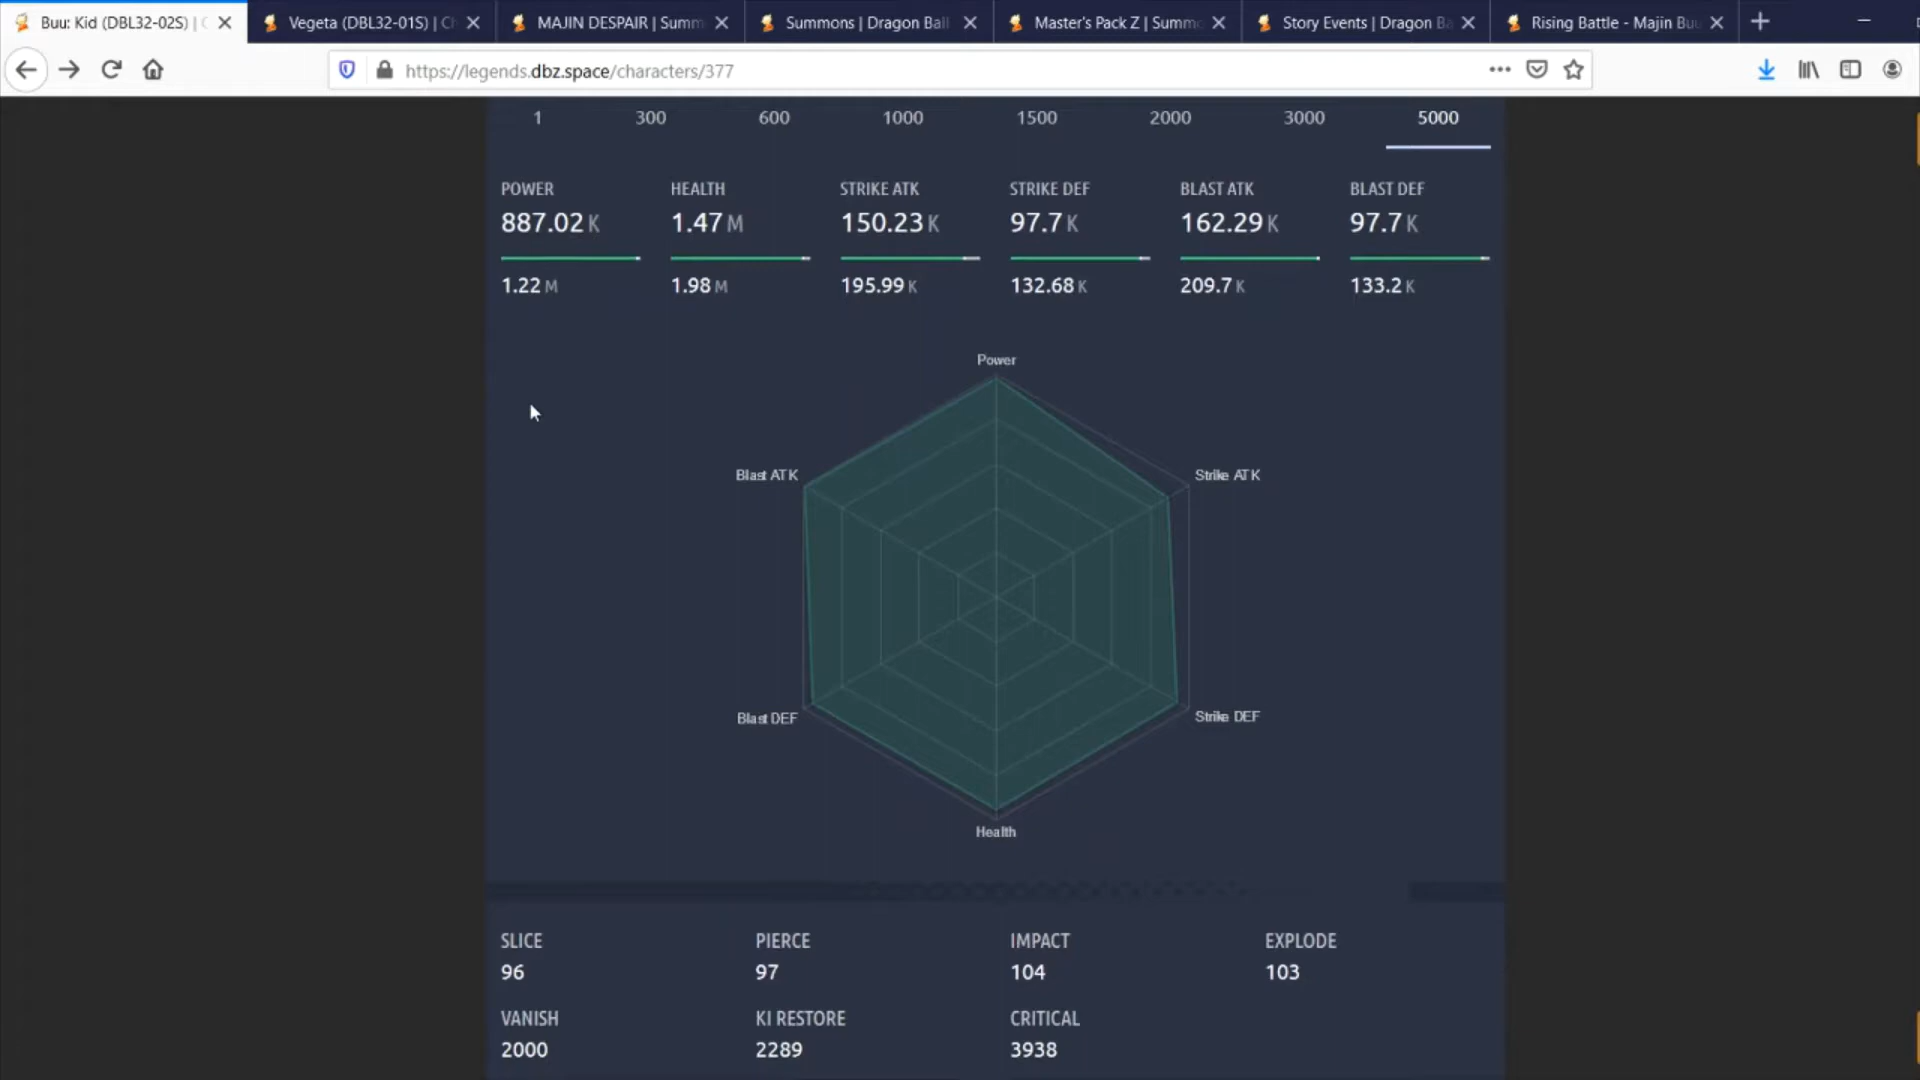 Buu: Kid (DBL32-02S) | C
Vegeta (DBL32-01S) | Ch
MAJIN DESPAIR | Summ
Summons | Dragon Ball
Master's Pack Z | Summo
Story Events | Dragon Ba
Rising Battle - Majin Buu
https://legends.dbz.space/characters/377
1 300 600 1000 1500 2000 3000 5000
POWER HEALTH STRIKE ATK STRIKE DEF BLAST ATK BLAST DEF
887.02 K 1.47 M 150.23 K 97.7 K 162.29 K 97.7 K
1.22 M 1.98 M 195.99 K 132.68 K 209.7 K 133.2 K
Power
Blast ATK Strike ATK
Blast DEF Strike DEF
Health
SLICE PIERCE IMPACT EXPLODE
96 97 104 103
VANISH KI RESTORE CRITICAL
2000 2289 3938